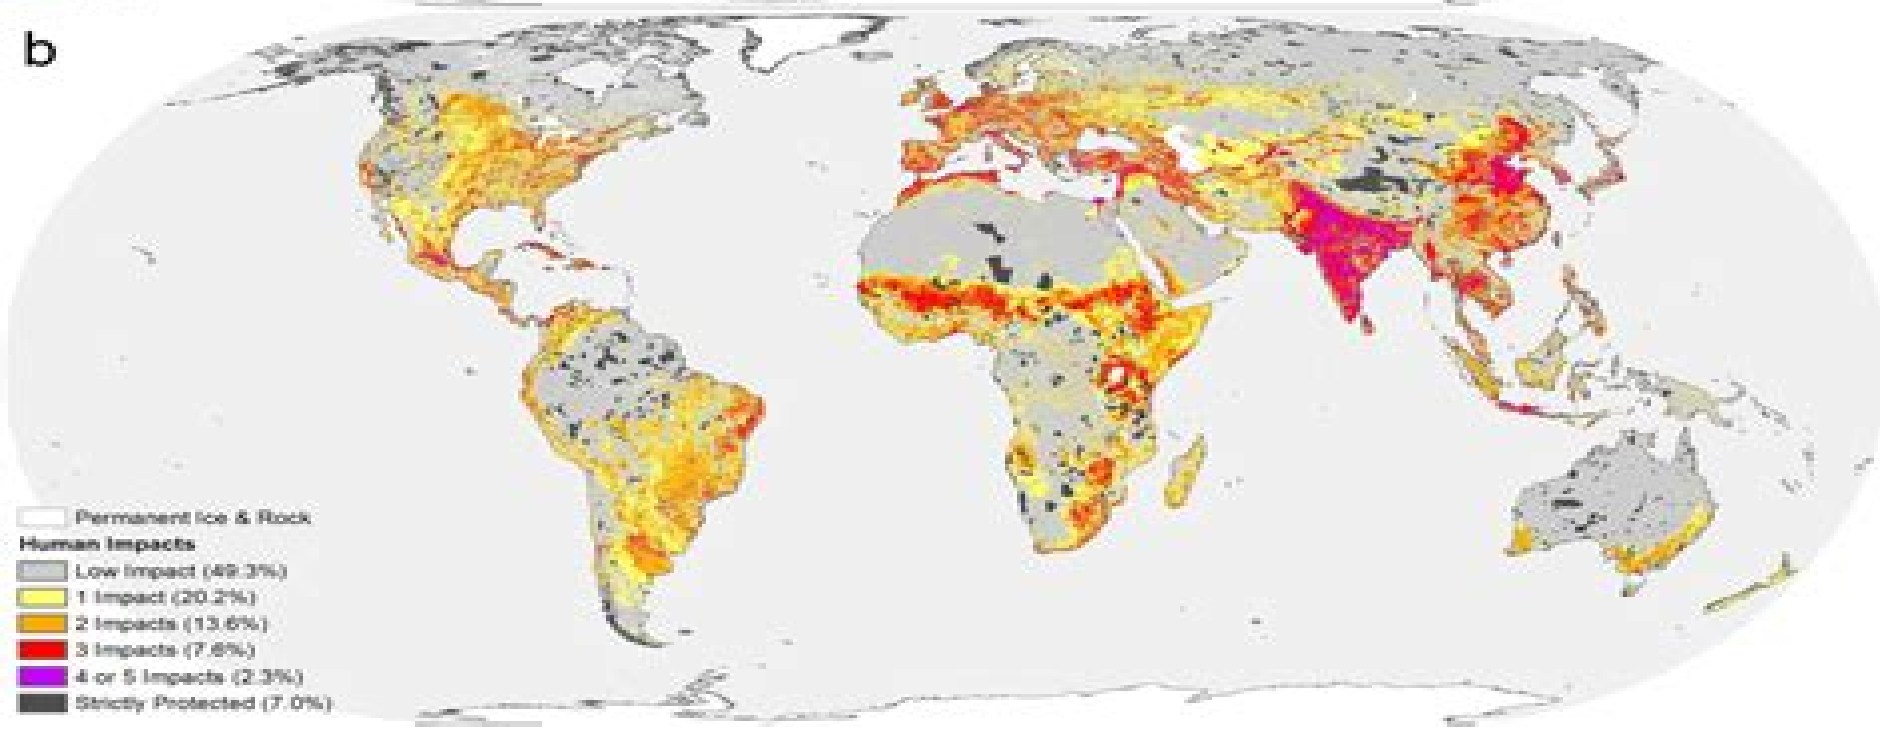 b
Permanent Ice & Rock
Human Impacts
Low Impact (49.3%)
1 Impact (20.2%)
2 Impacts (13.6%)
3 Impacts (7.6%)
4 or 5 Impacts (2.3%)
Strictly Protected (7.0%)